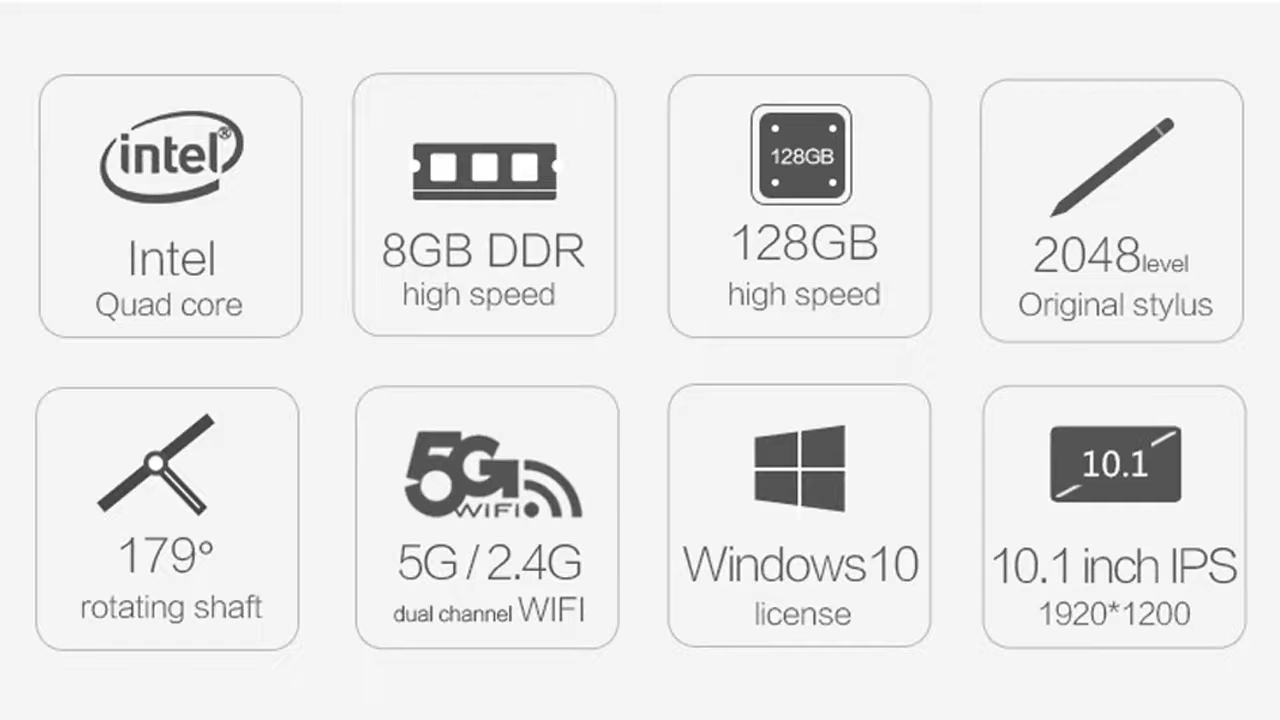 intel®
Intel
Quad core
8GB DDR
high speed
128GB
128GB
high speed
2048level
Original stylus
179°
rotating shaft
5G WIFI
5G / 2.4G
dual channel WIFI
Windows10
license
10.1
10.1 inch IPS
1920*1200